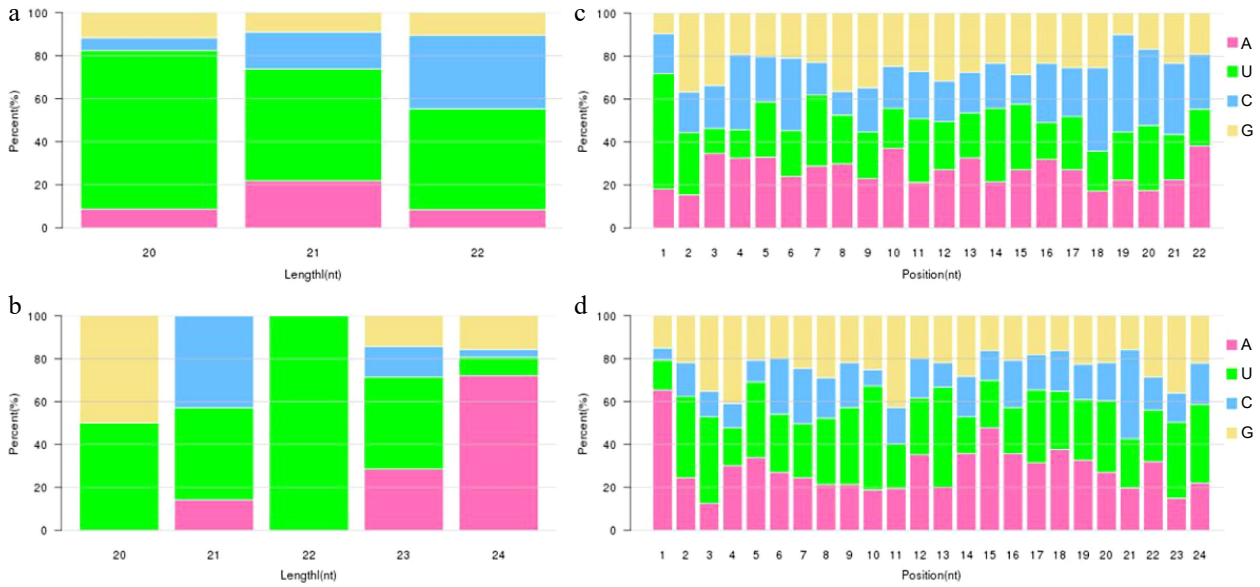 a
100
80
60
40
20
0
Percent(%)
20 21 22
Lengthl(nt)
c
100
80
60
40
20
0
Percent(%)
1 2 3 4 5 6 7 8 9 10 11 12 13 14 15 16 17 18 19 20 21 22
Position(nt)
A
U
C
G
b
100
80
60
40
20
0
Percent(%)
20 21 22 23 24
Lengthl(nt)
d
100
80
60
40
20
0
Percent(%)
1 2 3 4 5 6 7 8 9 10 11 12 13 14 15 16 17 18 19 20 21 22 23 24
Position(nt)
A
U
C
G